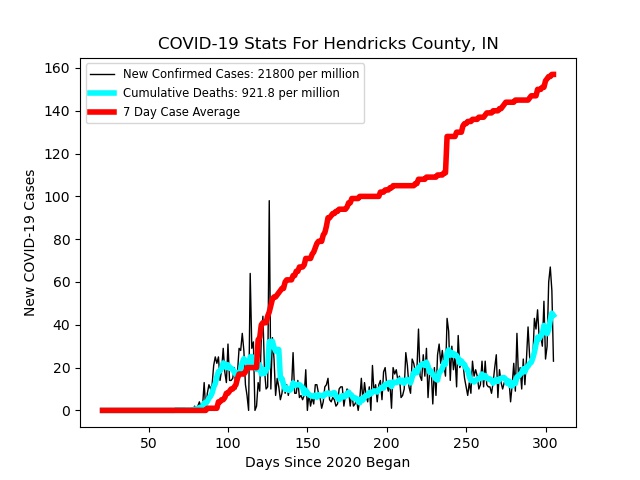 COVID-19 Stats For Hendricks County, IN
New Confirmed Cases: 21800 per million
Cumulative Deaths: 921.8 per million
7 Day Case Average
New COVID-19 Cases
160
140
120
100
80
60
40
20
0
50 100 150 200 250 300
Days Since 2020 Began